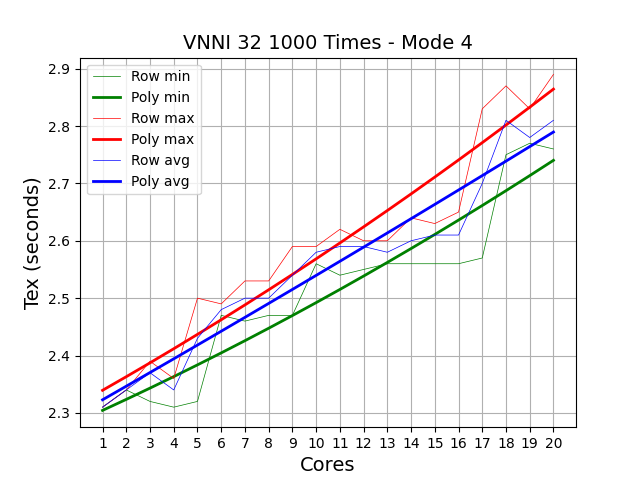 VNNI 32 1000 Times - Mode 4
Row min
Poly min
Row max
Poly max
Row avg
Poly avg
Tex (seconds)
2.9
2.8
2.7
2.6
2.5
2.4
2.3
1 2 3 4 5 6 7 8 9 10 11 12 13 14 15 16 17 18 19 20
Cores